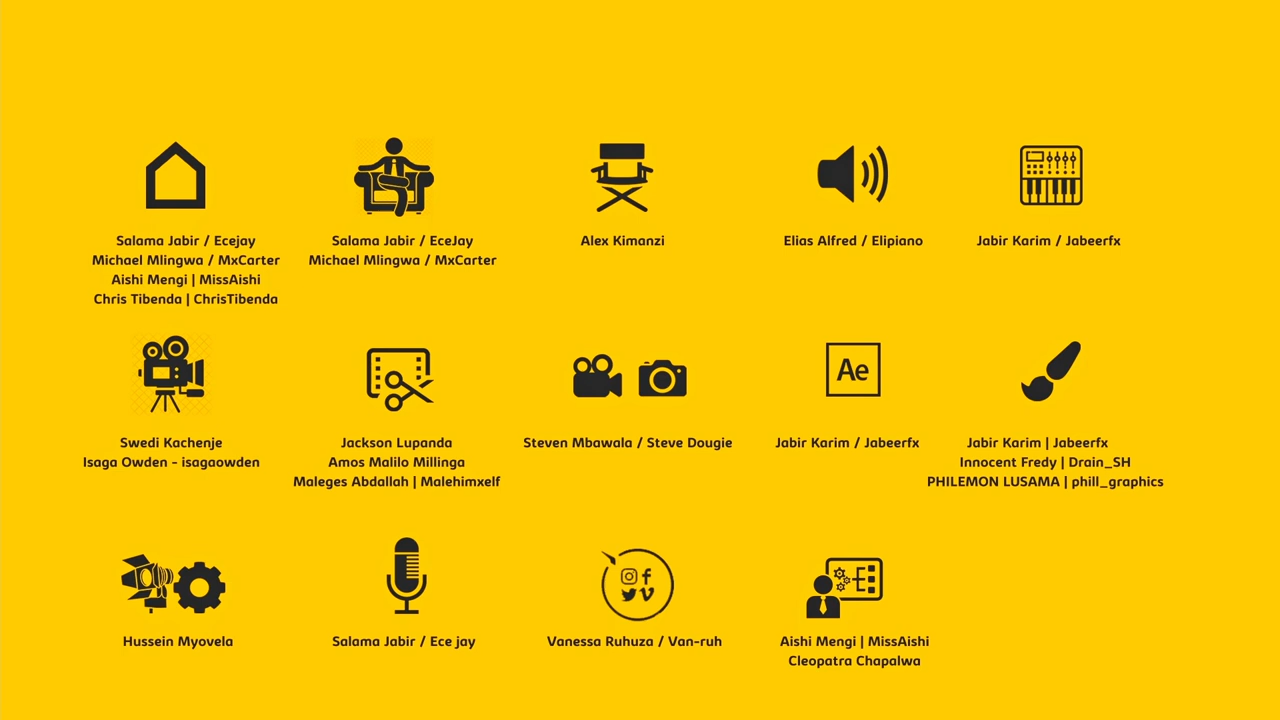 Salama Jabir / Ecejay
Michael Mlingwa / MxCarter
Aishi Mengi | MissAishi
Chris Tibenda | ChrisTibenda
Salama Jabir / EceJay
Michael Mlingwa / MxCarter
Alex Kimanzi
Elias Alfred / Elipiano
Jabir Karim / Jabeerfx
Swedi Kachenje
Isaga Owden - isagaowden
Jackson Lupanda
Amos Malilo Millinga
Maleges Abdallah | Malehimxelf
Steven Mbawala / Steve Dougie
Ae
Jabir Karim / Jabeerfx
Jabir Karim | Jabeerfx
Innocent Fredy | Drain_SH
PHILEMON LUSAMA | phill_graphics
Hussein Myovela
Salama Jabir / Ece jay
Vanessa Ruhuza / Van-ruh
Aishi Mengi | MissAishi
Cleopatra Chapalwa